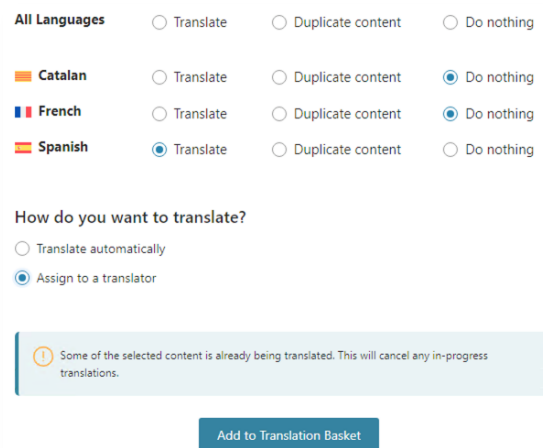 All Languages Translate Duplicate content Do nothing
Catalan Translate Duplicate content Do nothing
French Translate Duplicate content Do nothing
Spanish Translate Duplicate content Do nothing
How do you want to translate?
Translate automatically
Assign to a translator
Some of the selected content is already being translated. This will cancel any in-progress
translations.
Add to Translation Basket